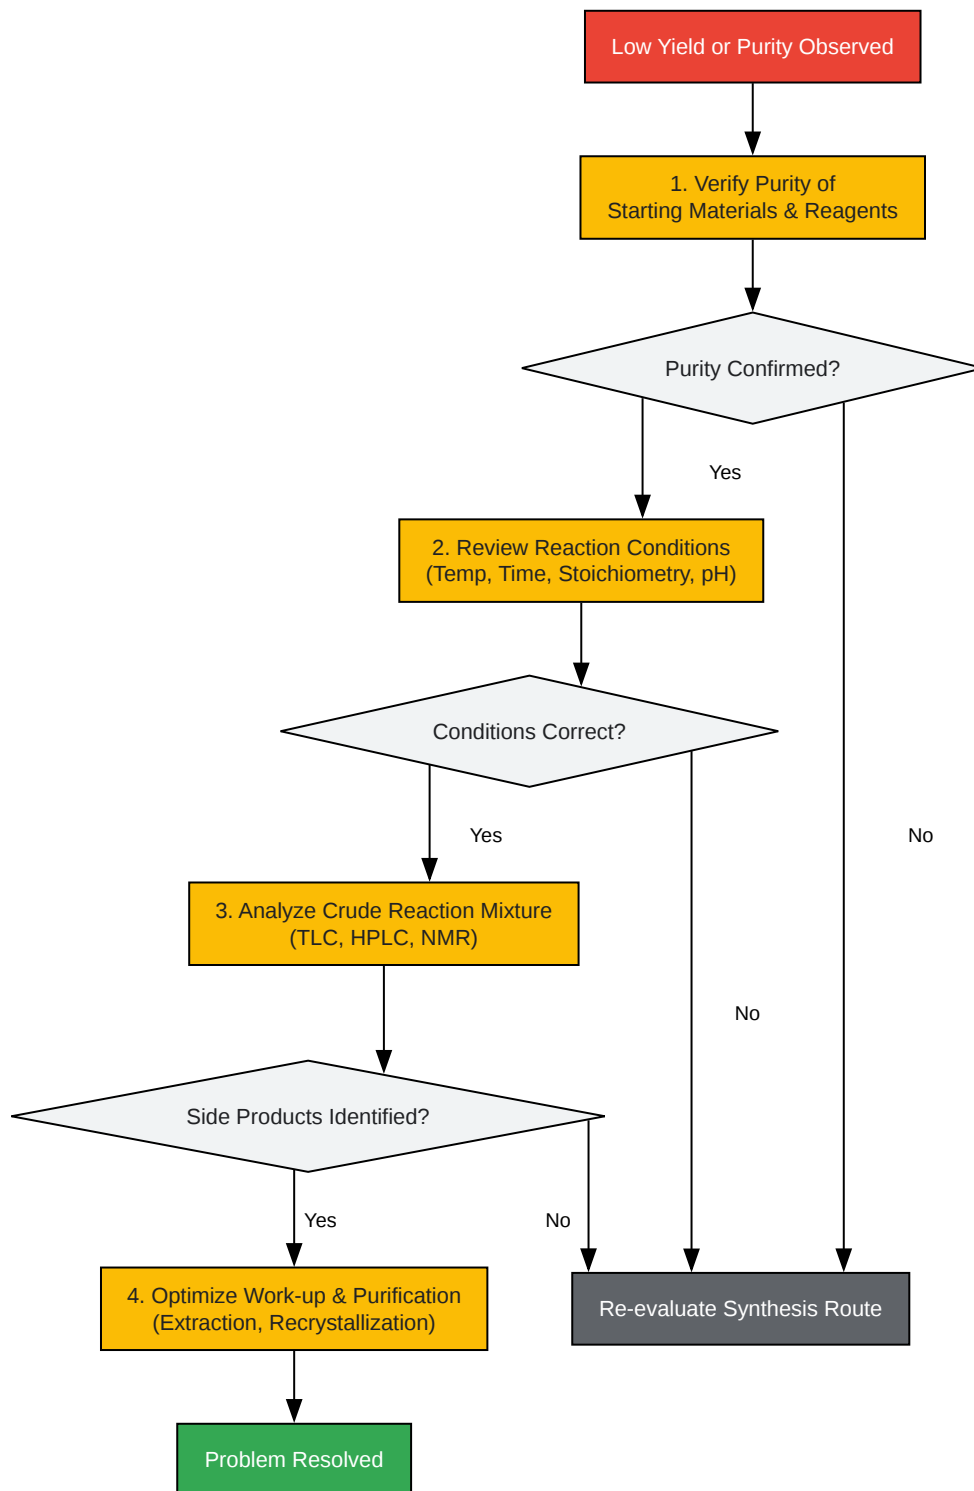 Low Yield or Purity Observed
1. Verify Purity of
Starting Materials & Reagents
Purity Confirmed?
Yes
2. Review Reaction Conditions
(Temp, Time, Stoichiometry, pH)
Conditions Correct?
Yes
No
3. Analyze Crude Reaction Mixture
(TLC, HPLC, NMR)
No
Side Products Identified?
Yes
No
4. Optimize Work-up & Purification
(Extraction, Recrystallization)
Re-evaluate Synthesis Route
Problem Resolved